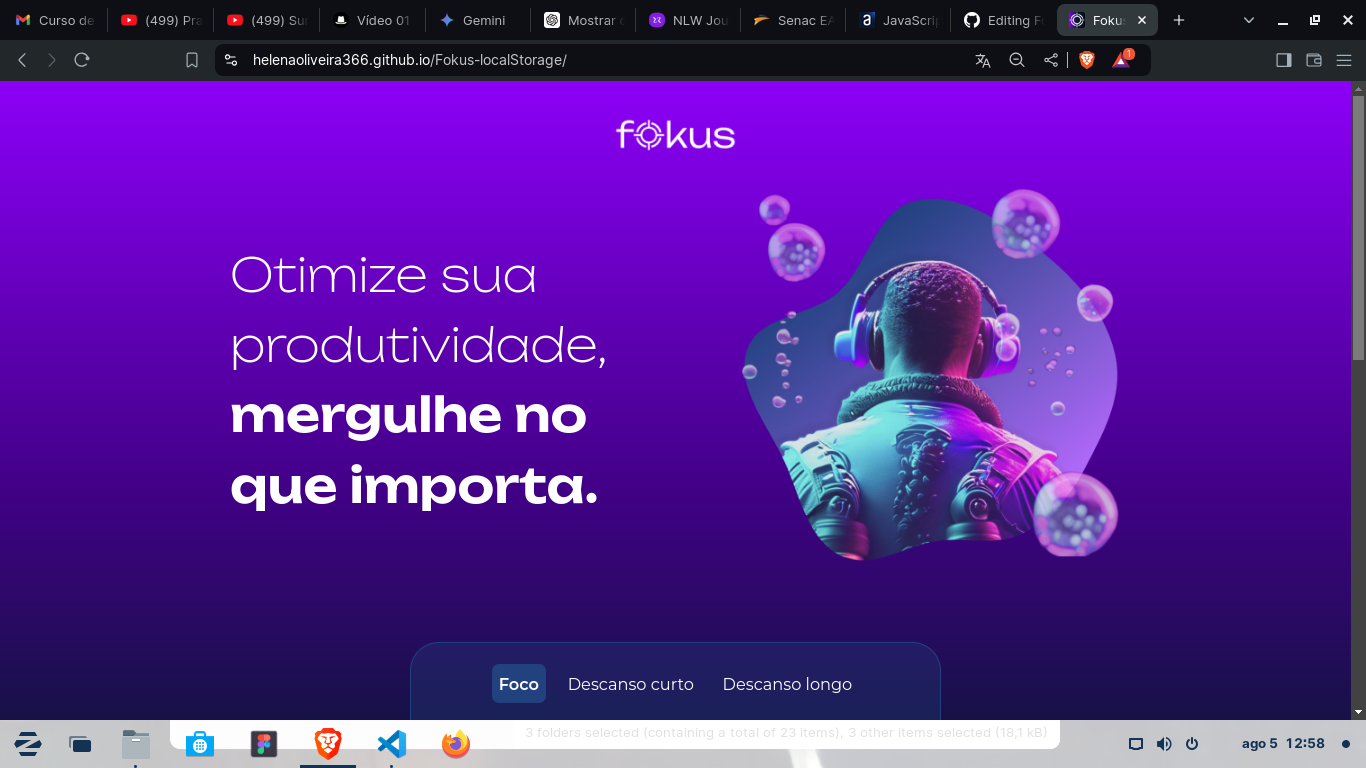 Curso de
(499) Pra
(499) Sur
Vídeo 01
Gemini
Mostrar
NLW Jou
Senac EA
JavaScrip
Editing Fo
Fokus
helenaoliveira366.github.io/Fokus-localStorage/
1
fokus
Otimize sua
produtividade,
mergulhe no
que importa.
Foco
Descanso curto
Descanso longo
3 folders selected (containing a total of 23 items), 3 other items selected (18,1 kB)
ago 5 12:58